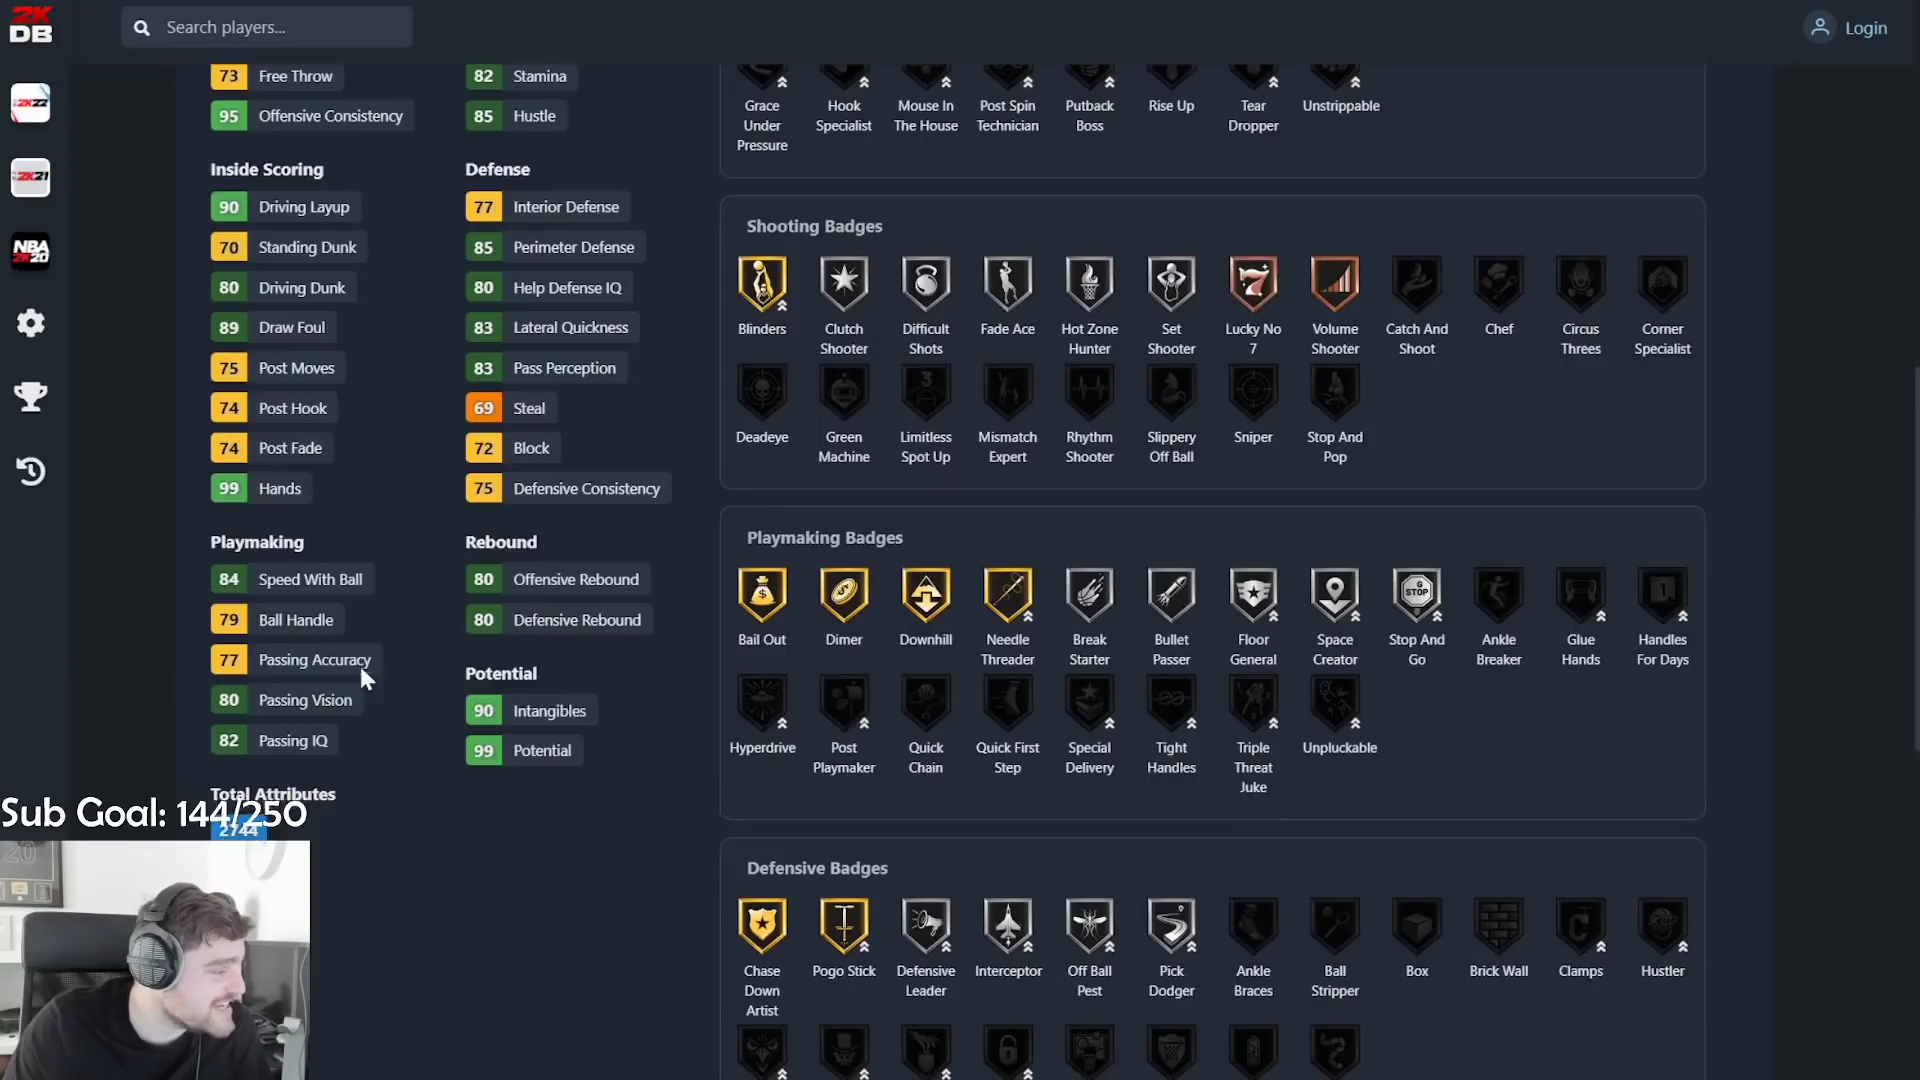 2K
DB
Search players...
Login
2K22
2K21
NBA
2K20
73 Free Throw
95 Offensive Consistency
82 Stamina
85 Hustle
Inside Scoring
90 Driving Layup
70 Standing Dunk
80 Driving Dunk
89 Draw Foul
75 Post Moves
74 Post Hook
74 Post Fade
99 Hands
Defense
77 Interior Defense
85 Perimeter Defense
80 Help Defense IQ
83 Lateral Quickness
83 Pass Perception
69 Steal
72 Block
75 Defensive Consistency
Playmaking
84 Speed With Ball
79 Ball Handle
77 Passing Accuracy
80 Passing Vision
82 Passing IQ
Rebound
80 Offensive Rebound
80 Defensive Rebound
Potential
90 Intangibles
99 Potential
Total Attributes
2744
Sub Goal: 144/250
Grace Under Pressure
Hook Specialist
Mouse In The House
Post Spin Technician
Putback Boss
Rise Up
Tear Dropper
Unstrippable
Shooting Badges
Blinders
Clutch Shooter
Difficult Shots
Fade Ace
Hot Zone Hunter
Set Shooter
Lucky No 7
Volume Shooter
Catch And Shoot
Chef
Circus Threes
Corner Specialist
Deadeye
Green Machine
Limitless Spot Up
Mismatch Expert
Rhythm Shooter
Slippery Off Ball
Sniper
Stop And Pop
Playmaking Badges
Bail Out
Dimer
Downhill
Needle Threader
Break Starter
Bullet Passer
Floor General
Space Creator
STOP
Stop And Go
Ankle Breaker
Glue Hands
Handles For Days
Hyperdrive
Post Playmaker
Quick Chain
Quick First Step
Special Delivery
Tight Handles
Triple Threat Juke
Unpluckable
Defensive Badges
Chase Down Artist
Pogo Stick
Defensive Leader
Interceptor
Off Ball Pest
Pick Dodger
Ankle Braces
Ball Stripper
Box
Brick Wall
Clamps
Hustler
20